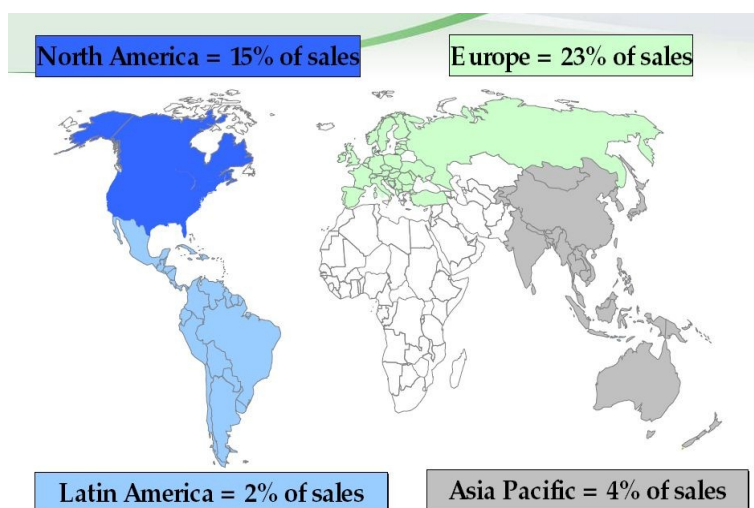 North America = 15% of sales
Europe = 23% of sales
Latin America = 2% of sales
Asia Pacific = 4% of sales